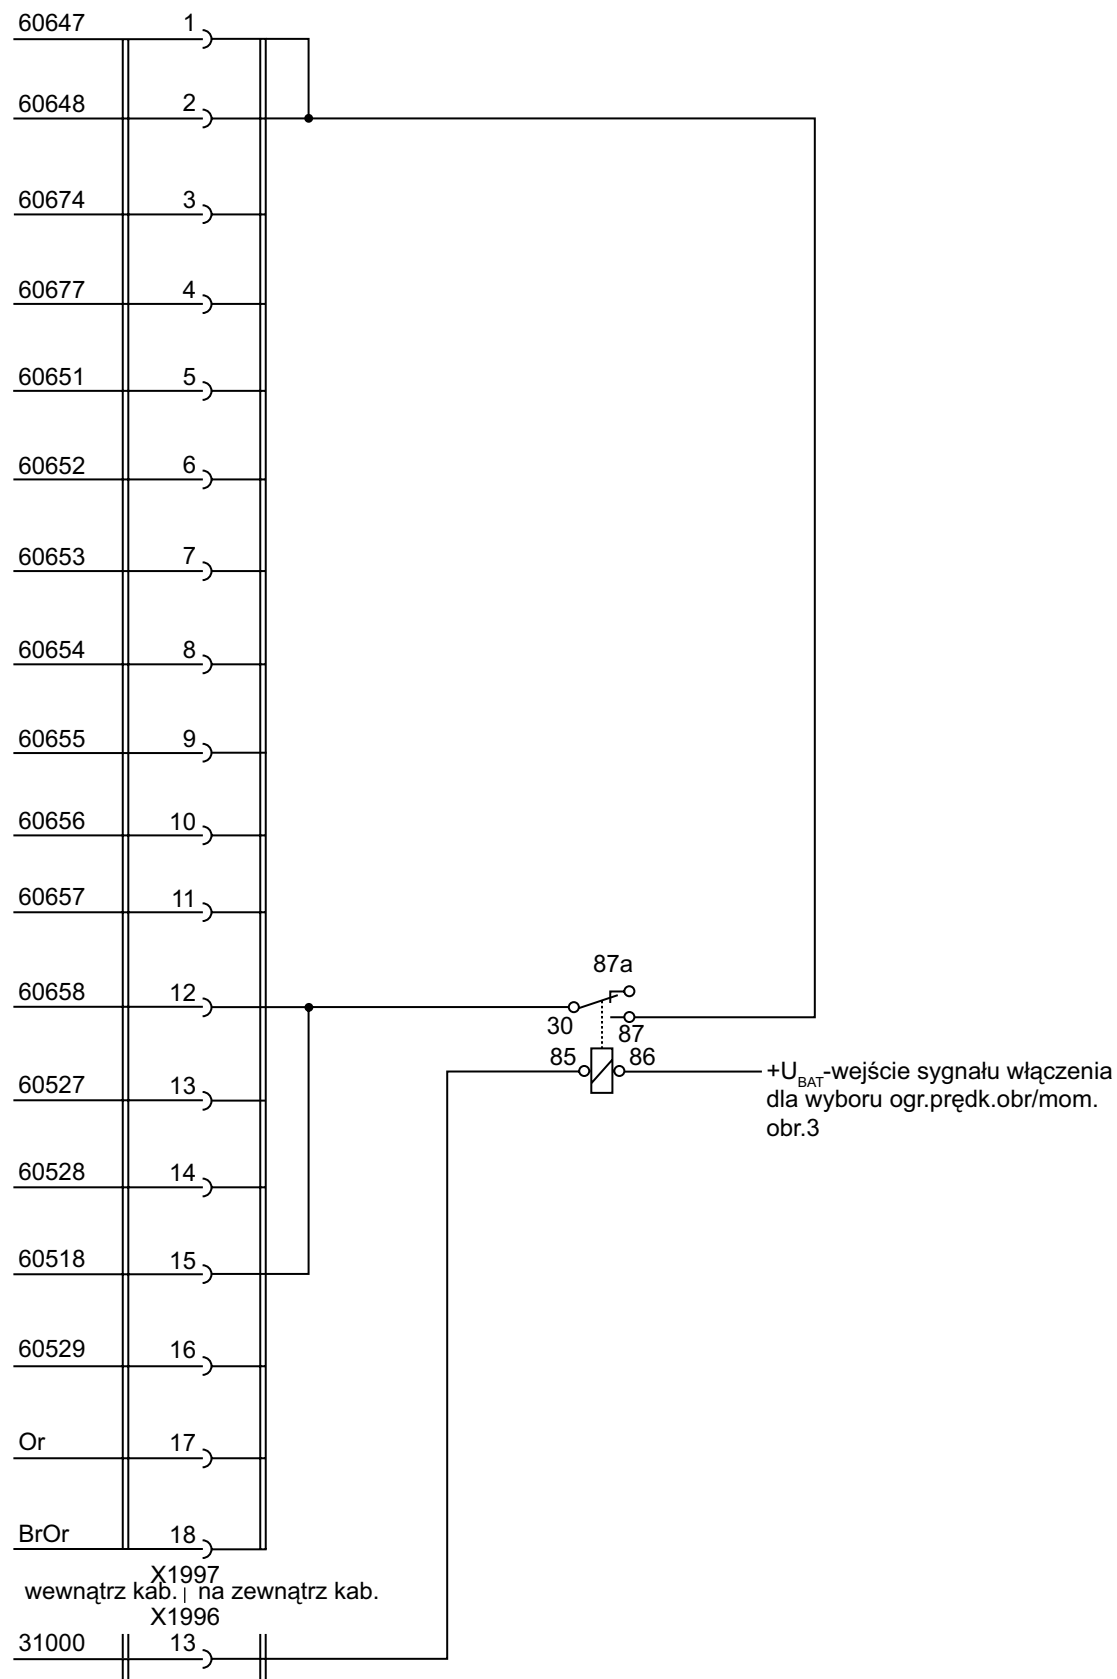 60647 1
60648 2
60674 3
60677 4
60651 5
60652 6
60653 7
60654 8
60655 9
60656 10
60657 11
87a
60658 12
30 87
85 86
+UBAT-wejście sygnału włączenia
dla wyboru ogr.prędk.obr/mom.
obr.3
60527 13
60528 14
60518 15
60529 16
Or 17
BrOr 18
X1997
wewnątrz kab. na zewnątrz kab.
X1996
31000 13